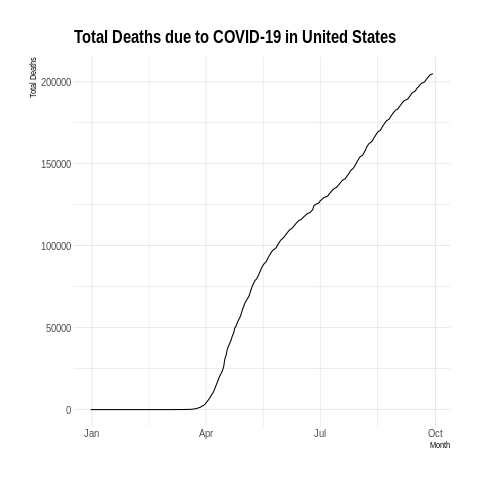 Total Deaths due to COVID-19 in United States
Total Deaths
200000
150000
100000
50000
0
Jan Apr Jul Oct
Month